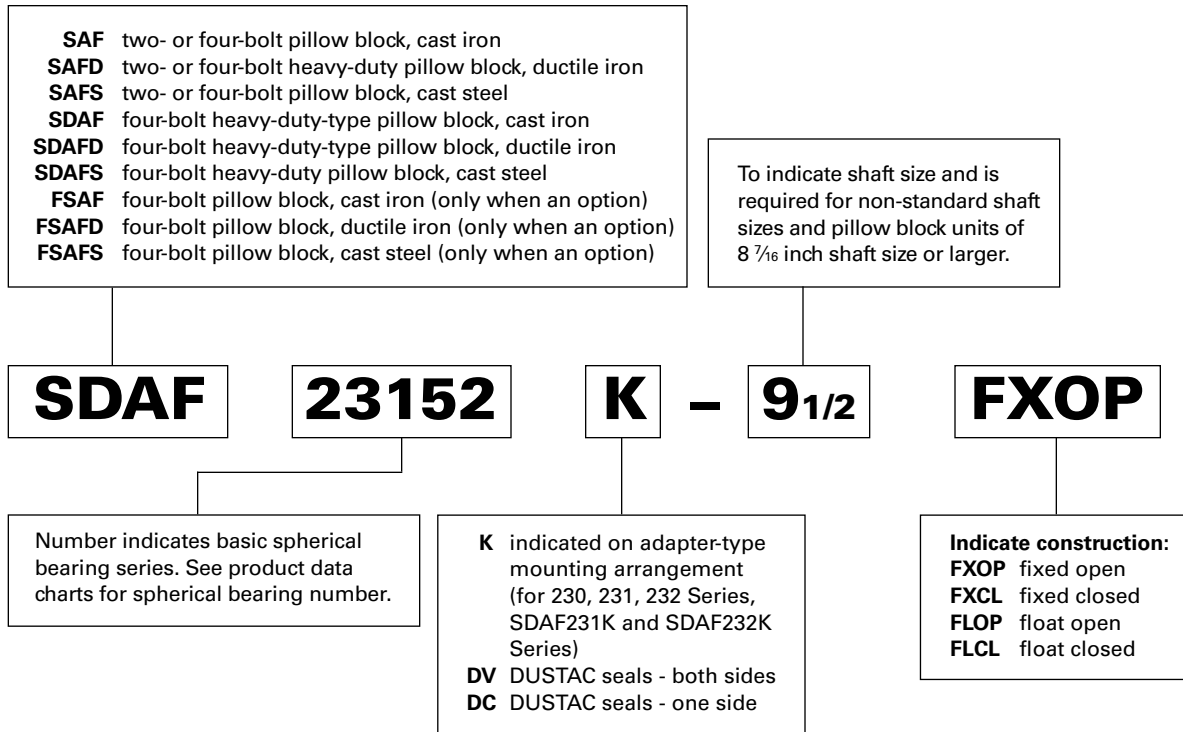 SAF two- or four-bolt pillow block, cast iron
SAFD two- or four-bolt heavy-duty pillow block, ductile iron
SAFS two- or four-bolt pillow block, cast steel
SDAF four-bolt heavy-duty-type pillow block, cast iron
SDAFD four-bolt heavy-duty-type pillow block, ductile iron
SDAFS four-bolt heavy-duty pillow block, cast steel
FSAF four-bolt pillow block, cast iron (only when an option)
FSAFD four-bolt pillow block, ductile iron (only when an option)
FSAFS four-bolt pillow block, cast steel (only when an option)
To indicate shaft size and is
required for non-standard shaft
sizes and pillow block units of
8 7/16 inch shaft size or larger.
SDAF 23152 K – 9 1/2 FXOP
Number indicates basic spherical
bearing series. See product data
charts for spherical bearing number.
K indicated on adapter-type
mounting arrangement
(for 230, 231, 232 Series,
SDAF231K and SDAF232K
Series)
DV DUSTAC seals - both sides
DC DUSTAC seals - one side
Indicate construction:
FXOP fixed open
FXCL fixed closed
FLOP float open
FLCL float closed